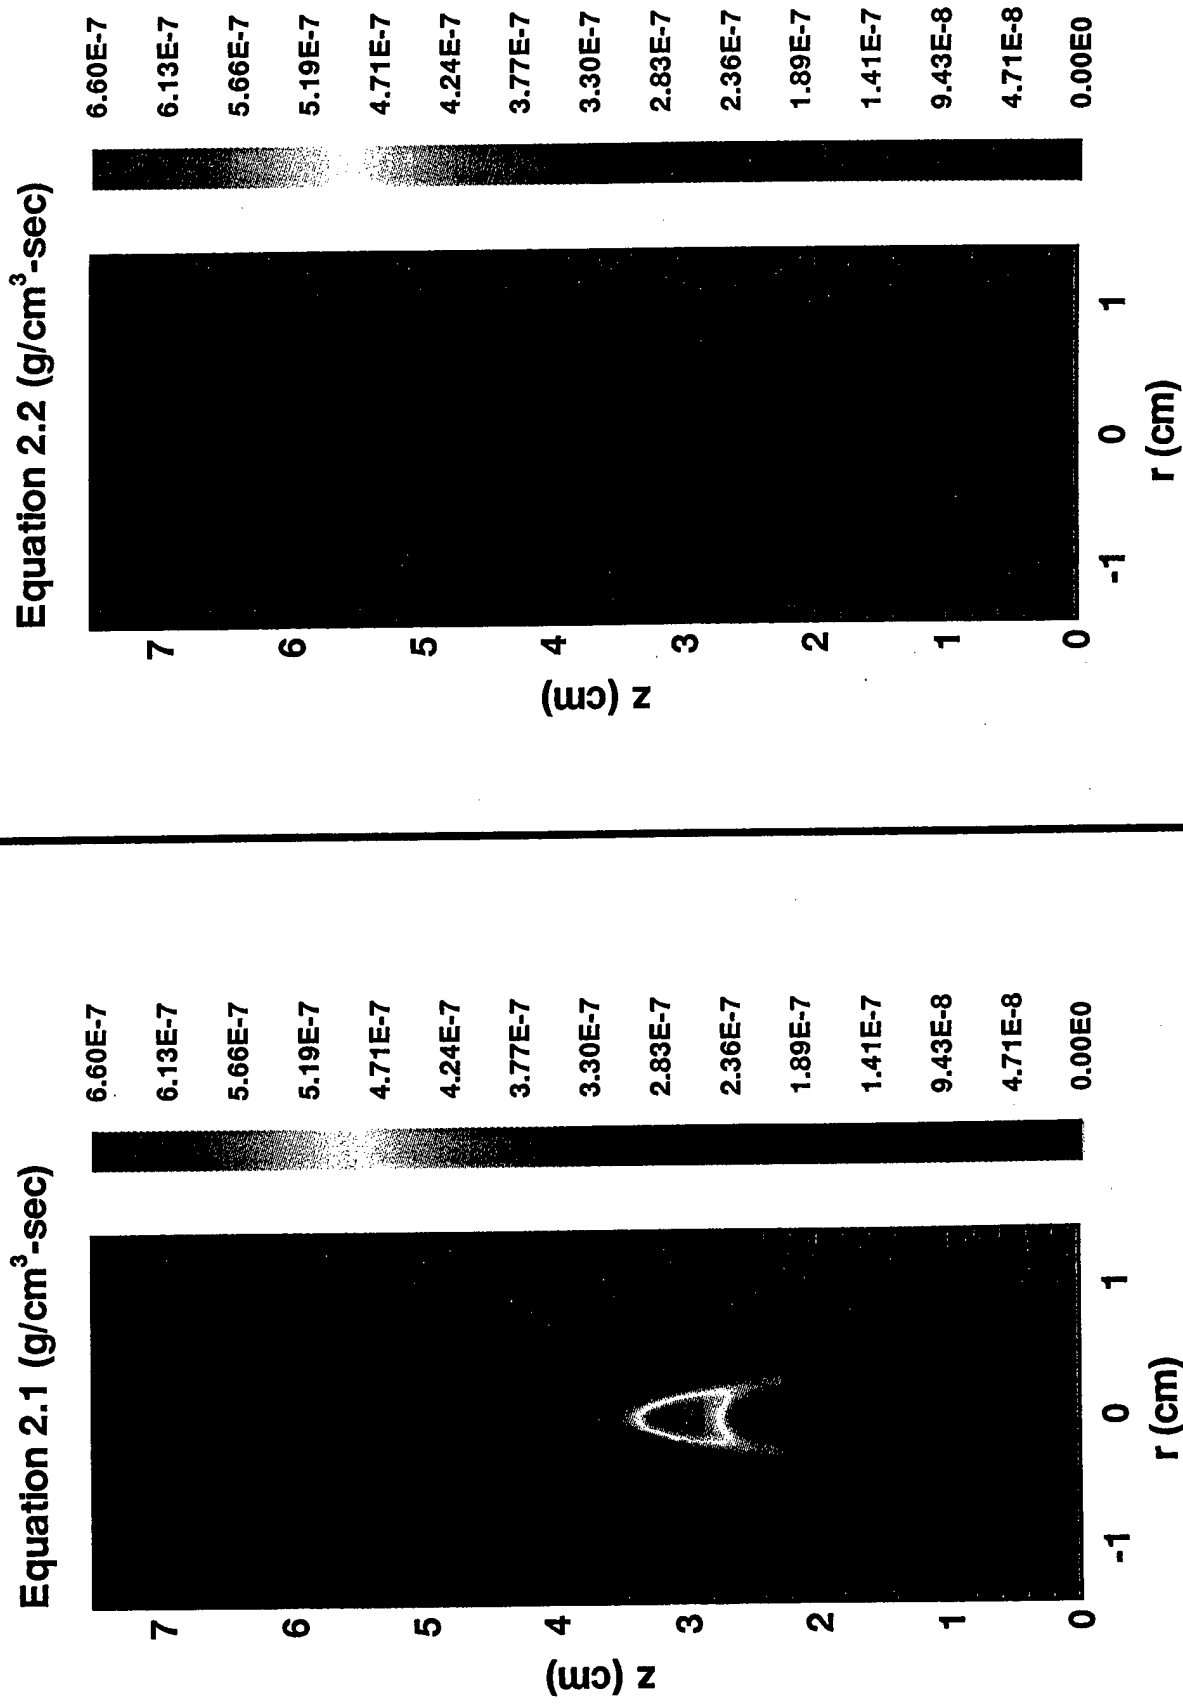 Equation 2.1 (g/cm³-sec)
6.60E-7
6.13E-7
5.66E-7
5.19E-7
4.71E-7
4.24E-7
3.77E-7
3.30E-7
2.83E-7
2.36E-7
1.89E-7
1.41E-7
9.43E-8
4.71E-8
0.00E0
z (cm)
7
6
5
4
3
2
1
0
-1
0
1
r (cm)
Equation 2.2 (g/cm³-sec)
6.60E-7
6.13E-7
5.66E-7
5.19E-7
4.71E-7
4.24E-7
3.77E-7
3.30E-7
2.83E-7
2.36E-7
1.89E-7
1.41E-7
9.43E-8
4.71E-8
0.00E0
z (cm)
7
6
5
4
3
2
1
0
-1
0
1
r (cm)